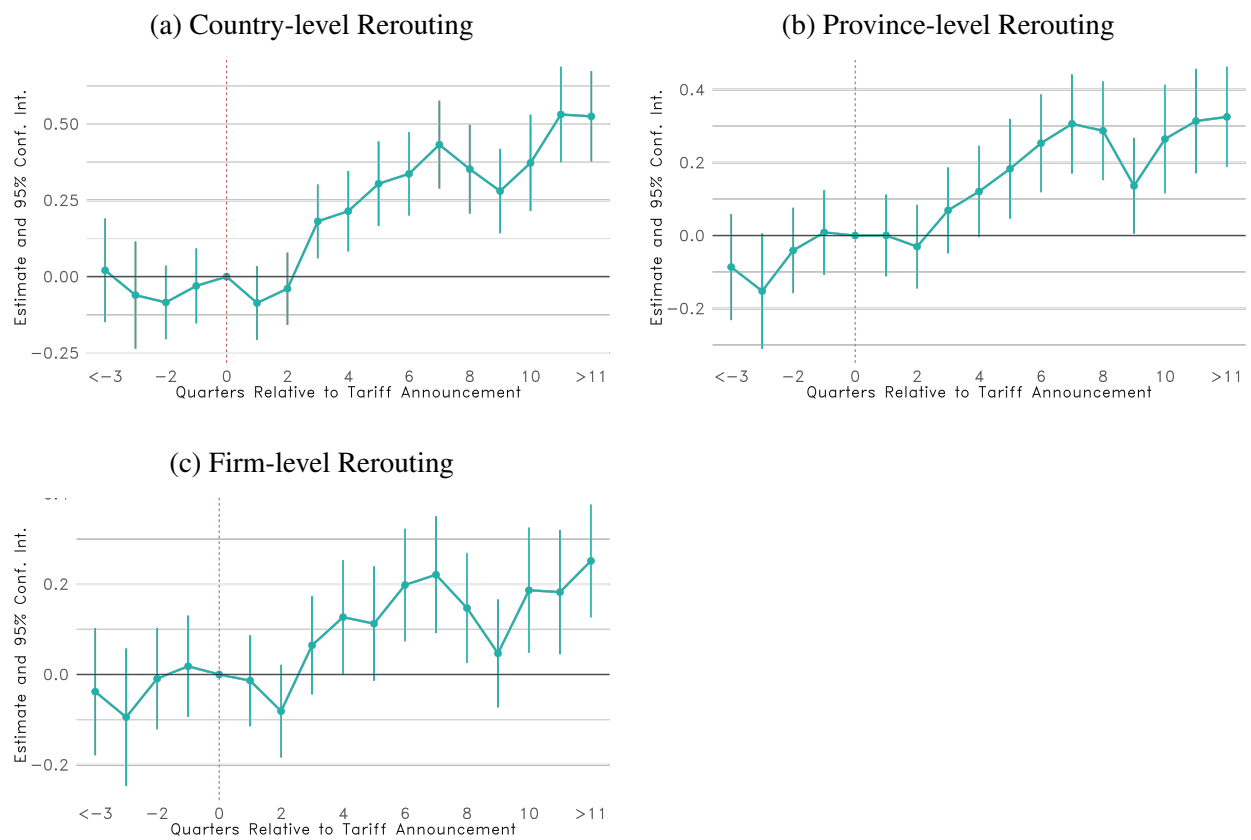 (a) Country-level Rerouting
Estimate and 95% Conf. Int.
0.50
0.25
0.00
−0.25
<−3 −2 0 2 4 6 8 10 >11
Quarters Relative to Tariff Announcement
(b) Province-level Rerouting
Estimate and 95% Conf. Int.
0.4
0.2
0.0
−0.2
<−3 −2 0 2 4 6 8 10 >11
Quarters Relative to Tariff Announcement
(c) Firm-level Rerouting
Estimate and 95% Conf. Int.
0.2
0.0
−0.2
<−3 −2 0 2 4 6 8 10 >11
Quarters Relative to Tariff Announcement